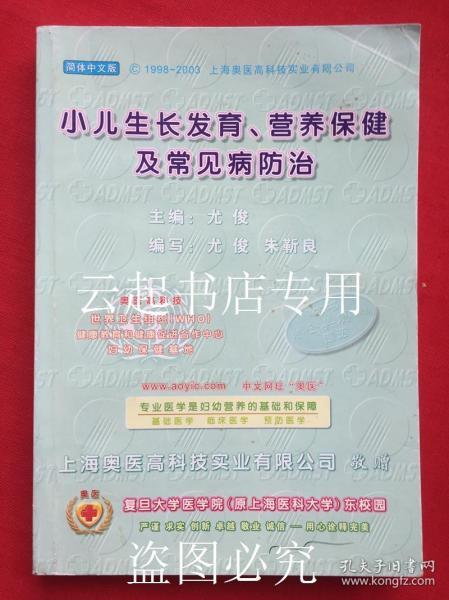 简体中文版 © 1998~2003 上海奥医高科技实业有限公司
小儿生长发育、营养保健
及常见病防治
主编: 尤俊
编写: 尤俊 朱靳良
云超书店专用
奥医高科技
世界卫生组织(WHO)
健康教育和健康促进合作中心
妇幼保健基地
www.aoyic.com 中文网址“奥医”
专业医学是妇幼营养的基础和保障
基础医学 临床医学 预防医学
上海奥医高科技实业有限公司 敬赠
奥医
复旦大学医学院(原上海医科大学)东校园
严谨 求实 创新 卓越 敬业 诚信——用心诠释完美
盗图必究
孔夫子旧书网
www.kongfz.com